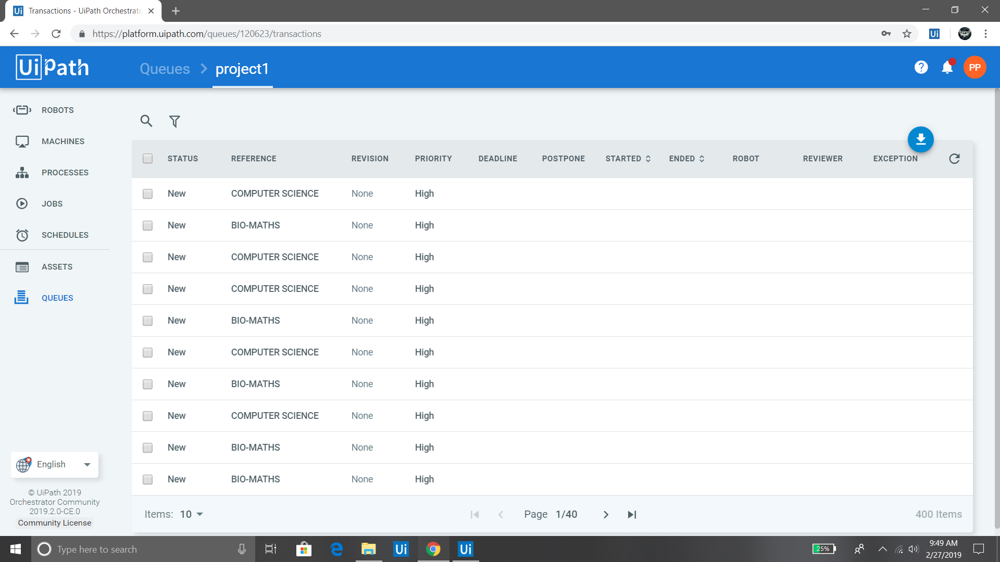 Ui Transactions - UiPath Orchestrato
https://platform.uipath.com/queues/120623/transactions
Ui
UiPath
Queues project1
PP
ROBOTS
MACHINES
PROCESSES
JOBS
SCHEDULES
ASSETS
QUEUES
STATUS REFERENCE REVISION PRIORITY DEADLINE POSTPONE STARTED ENDED ROBOT REVIEWER EXCEPTION
New COMPUTER SCIENCE None High
New BIO-MATHS None High
New COMPUTER SCIENCE None High
New COMPUTER SCIENCE None High
New BIO-MATHS None High
New COMPUTER SCIENCE None High
New BIO-MATHS None High
New COMPUTER SCIENCE None High
New BIO-MATHS None High
New BIO-MATHS None High
Items: 10 Page 1/40 400 Items
English
© UiPath 2019
Orchestrator Community
2019.2.0-CE.0
Community License
Type here to search
Ui
Ui
25%
9:49 AM
2/27/2019